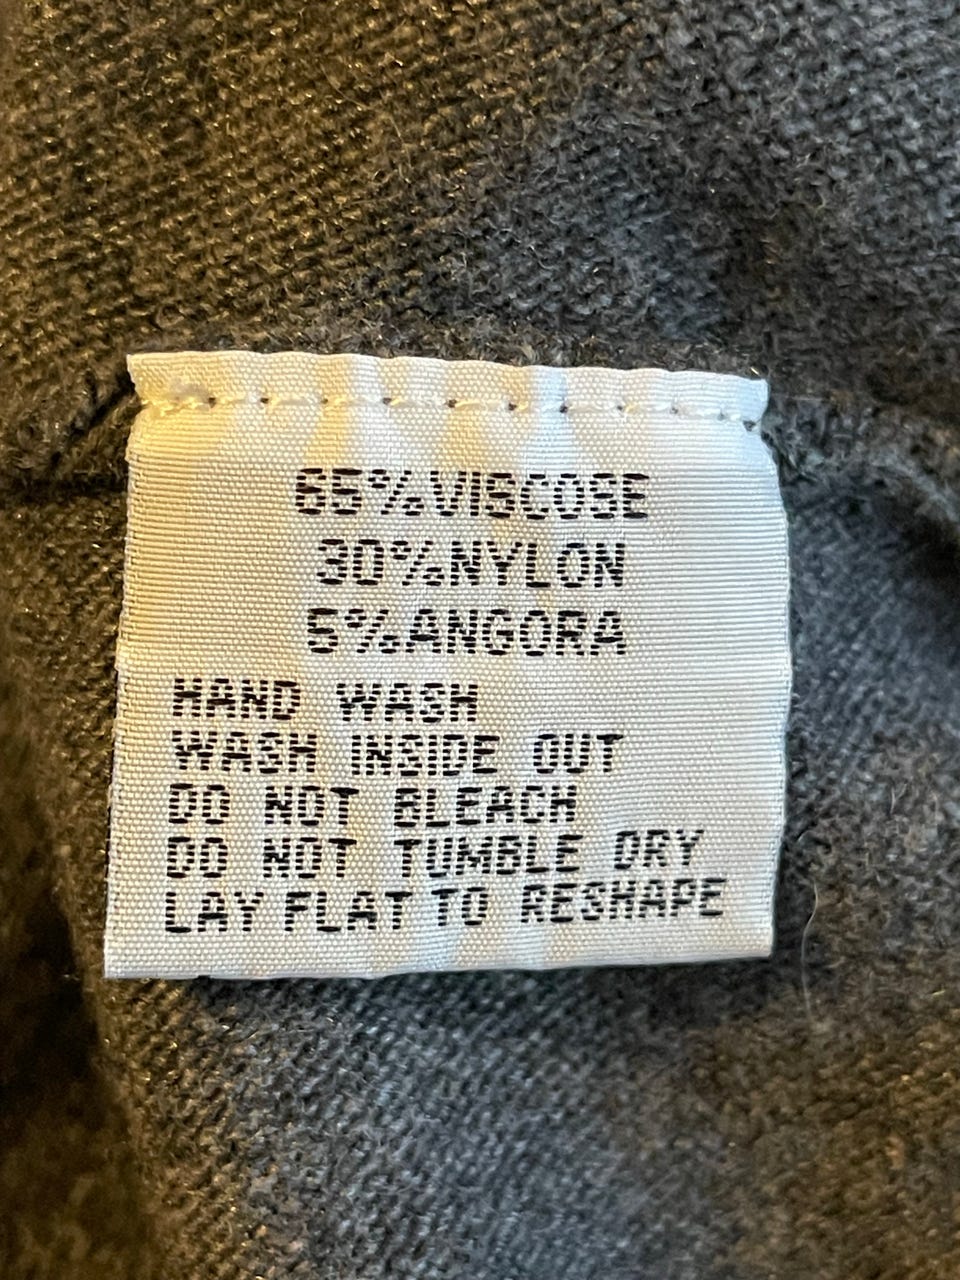 65%VISCOSE
30%NYLON
5%ANGORA
HAND WASH
WASH INSIDE OUT
DO NOT BLEACH
DO NOT TUMBLE DRY
LAY FLAT TO RESHAPE